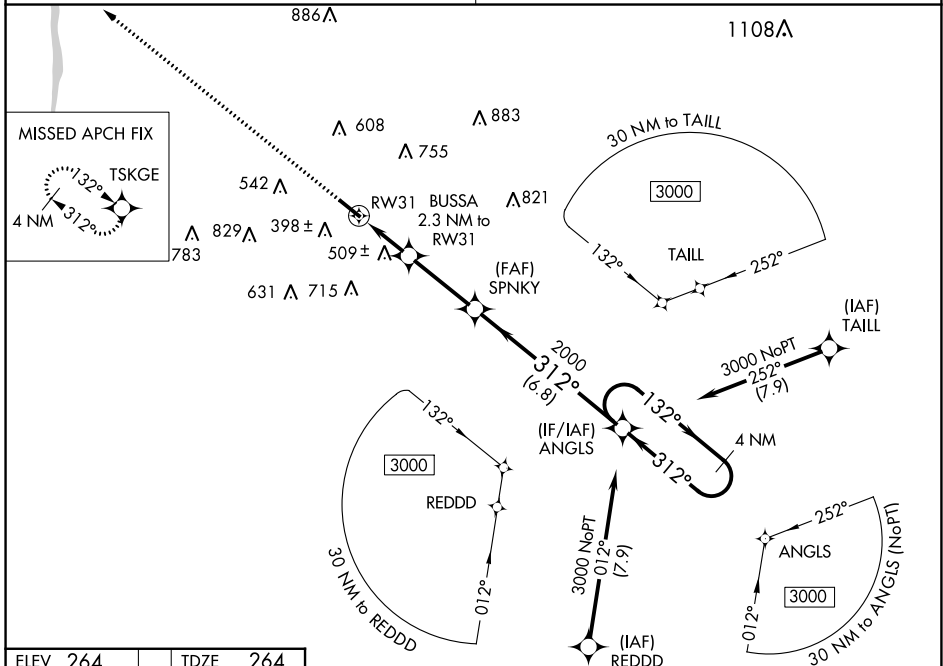 886
1108
MISSED APCH FIX
TSKGE
132°
312°
4 NM
608
883
755
542
821
RW31
BUSSA
2.3 NM to
RW31
783
829
398 ±
509 ±
631
715
(FAF)
SPNKY
30 NM to TAILL
3000
132°
TAILL
252°
(IAF)
TAILL
3000 NoPT
252°
(7.9)
2000
312°
(6.8)
(IF/IAF)
ANGLS
132°
312°
4 NM
132°
3000
REDDD
012°
30 NM to REDDD
3000 NoPT
012°
(7.9)
(IAF)
REDDD
252°
ANGLS
3000
012°
30 NM to ANGLS (NoPT)
ELEV 264
TDZE 264